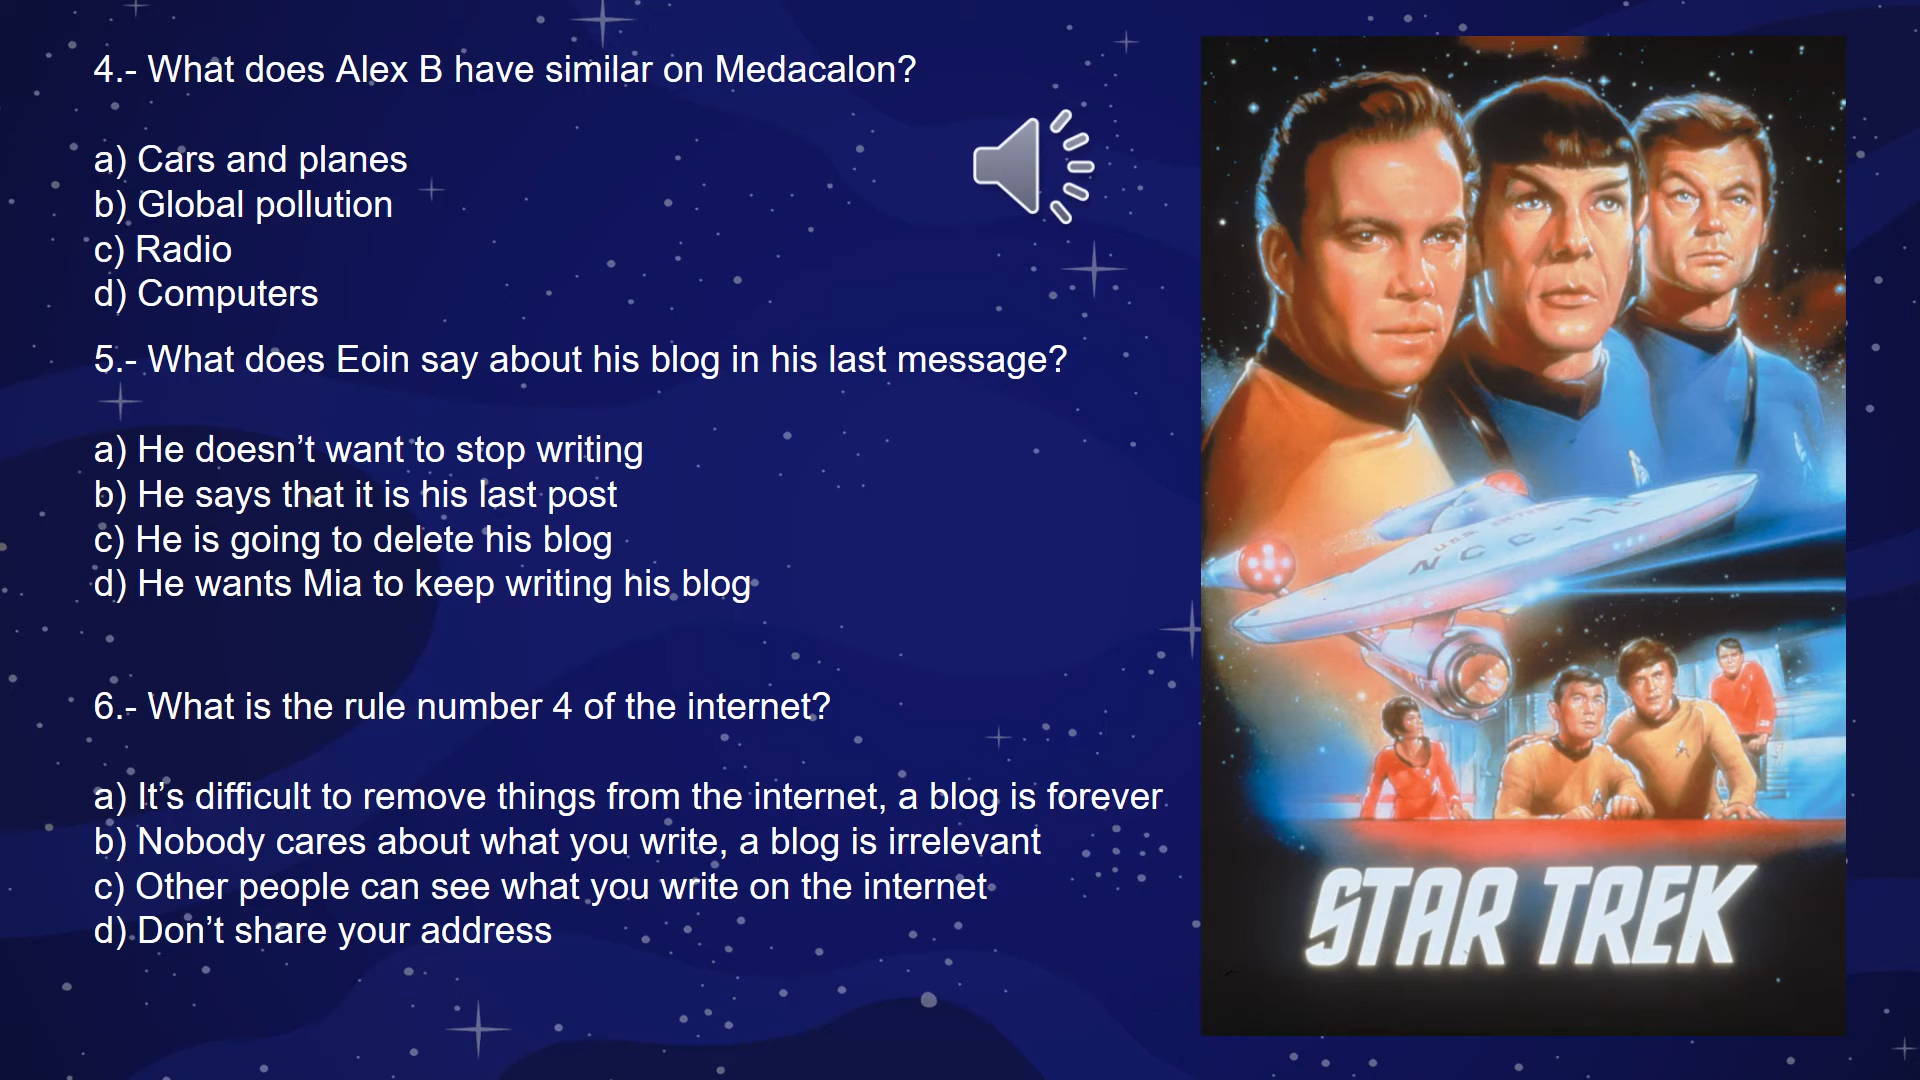 4.- What does Alex B have similar on Medacalon?
a) Cars and planes
b) Global pollution
c) Radio
d) Computers
5.- What does Eoin say about his blog in his last message?
a) He doesn’t want to stop writing
b) He says that it is his last post
c) He is going to delete his blog
d) He wants Mia to keep writing his blog
6.- What is the rule number 4 of the internet?
a) It’s difficult to remove things from the internet, a blog is forever
b) Nobody cares about what you write, a blog is irrelevant
c) Other people can see what you write on the internet
d) Don’t share your address
NCC-17
STAR TREK